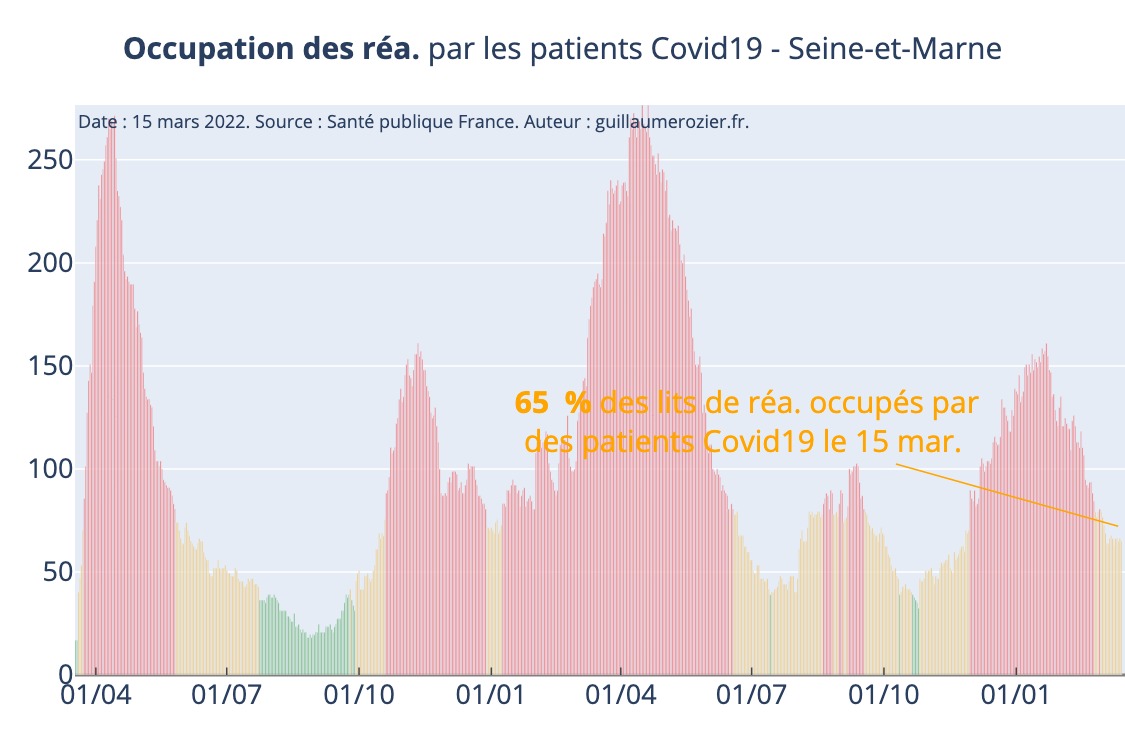 Occupation des réa. par les patients Covid19 - Seine-et-Marne
Date : 15 mars 2022. Source : Santé publique France. Auteur : guillaumerozier.fr.
250
200
150
65 % des lits de réa. occupés par
des patients Covid19 le 15 mar.
100
50
0
01/04 01/07 01/10 01/01 01/04 01/07 01/10 01/01